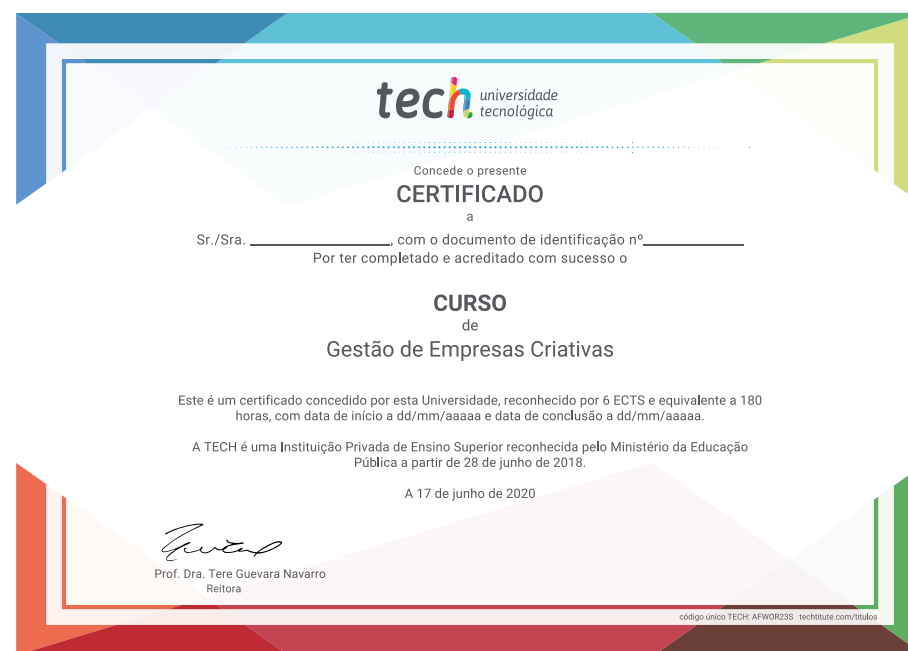 tech universidade
tecnológica
Concede o presente
CERTIFICADO
a
Sr./Sra. ____________________, com o documento de identificação nº______________
Por ter completado e acreditado com sucesso o
CURSO
de
Gestão de Empresas Criativas
Este é um certificado concedido por esta Universidade, reconhecido por 6 ECTS e equivalente a 180
horas, com data de início a dd/mm/aaaaa e data de conclusão a dd/mm/aaaaa.
A TECH é uma Instituição Privada de Ensino Superior reconhecida pelo Ministério da Educação
Pública a partir de 28 de junho de 2018.
A 17 de junho de 2020
Prof. Dra. Tere Guevara Navarro
Reitora
código único TECH: AFWOR23S techtitute.com/titulos